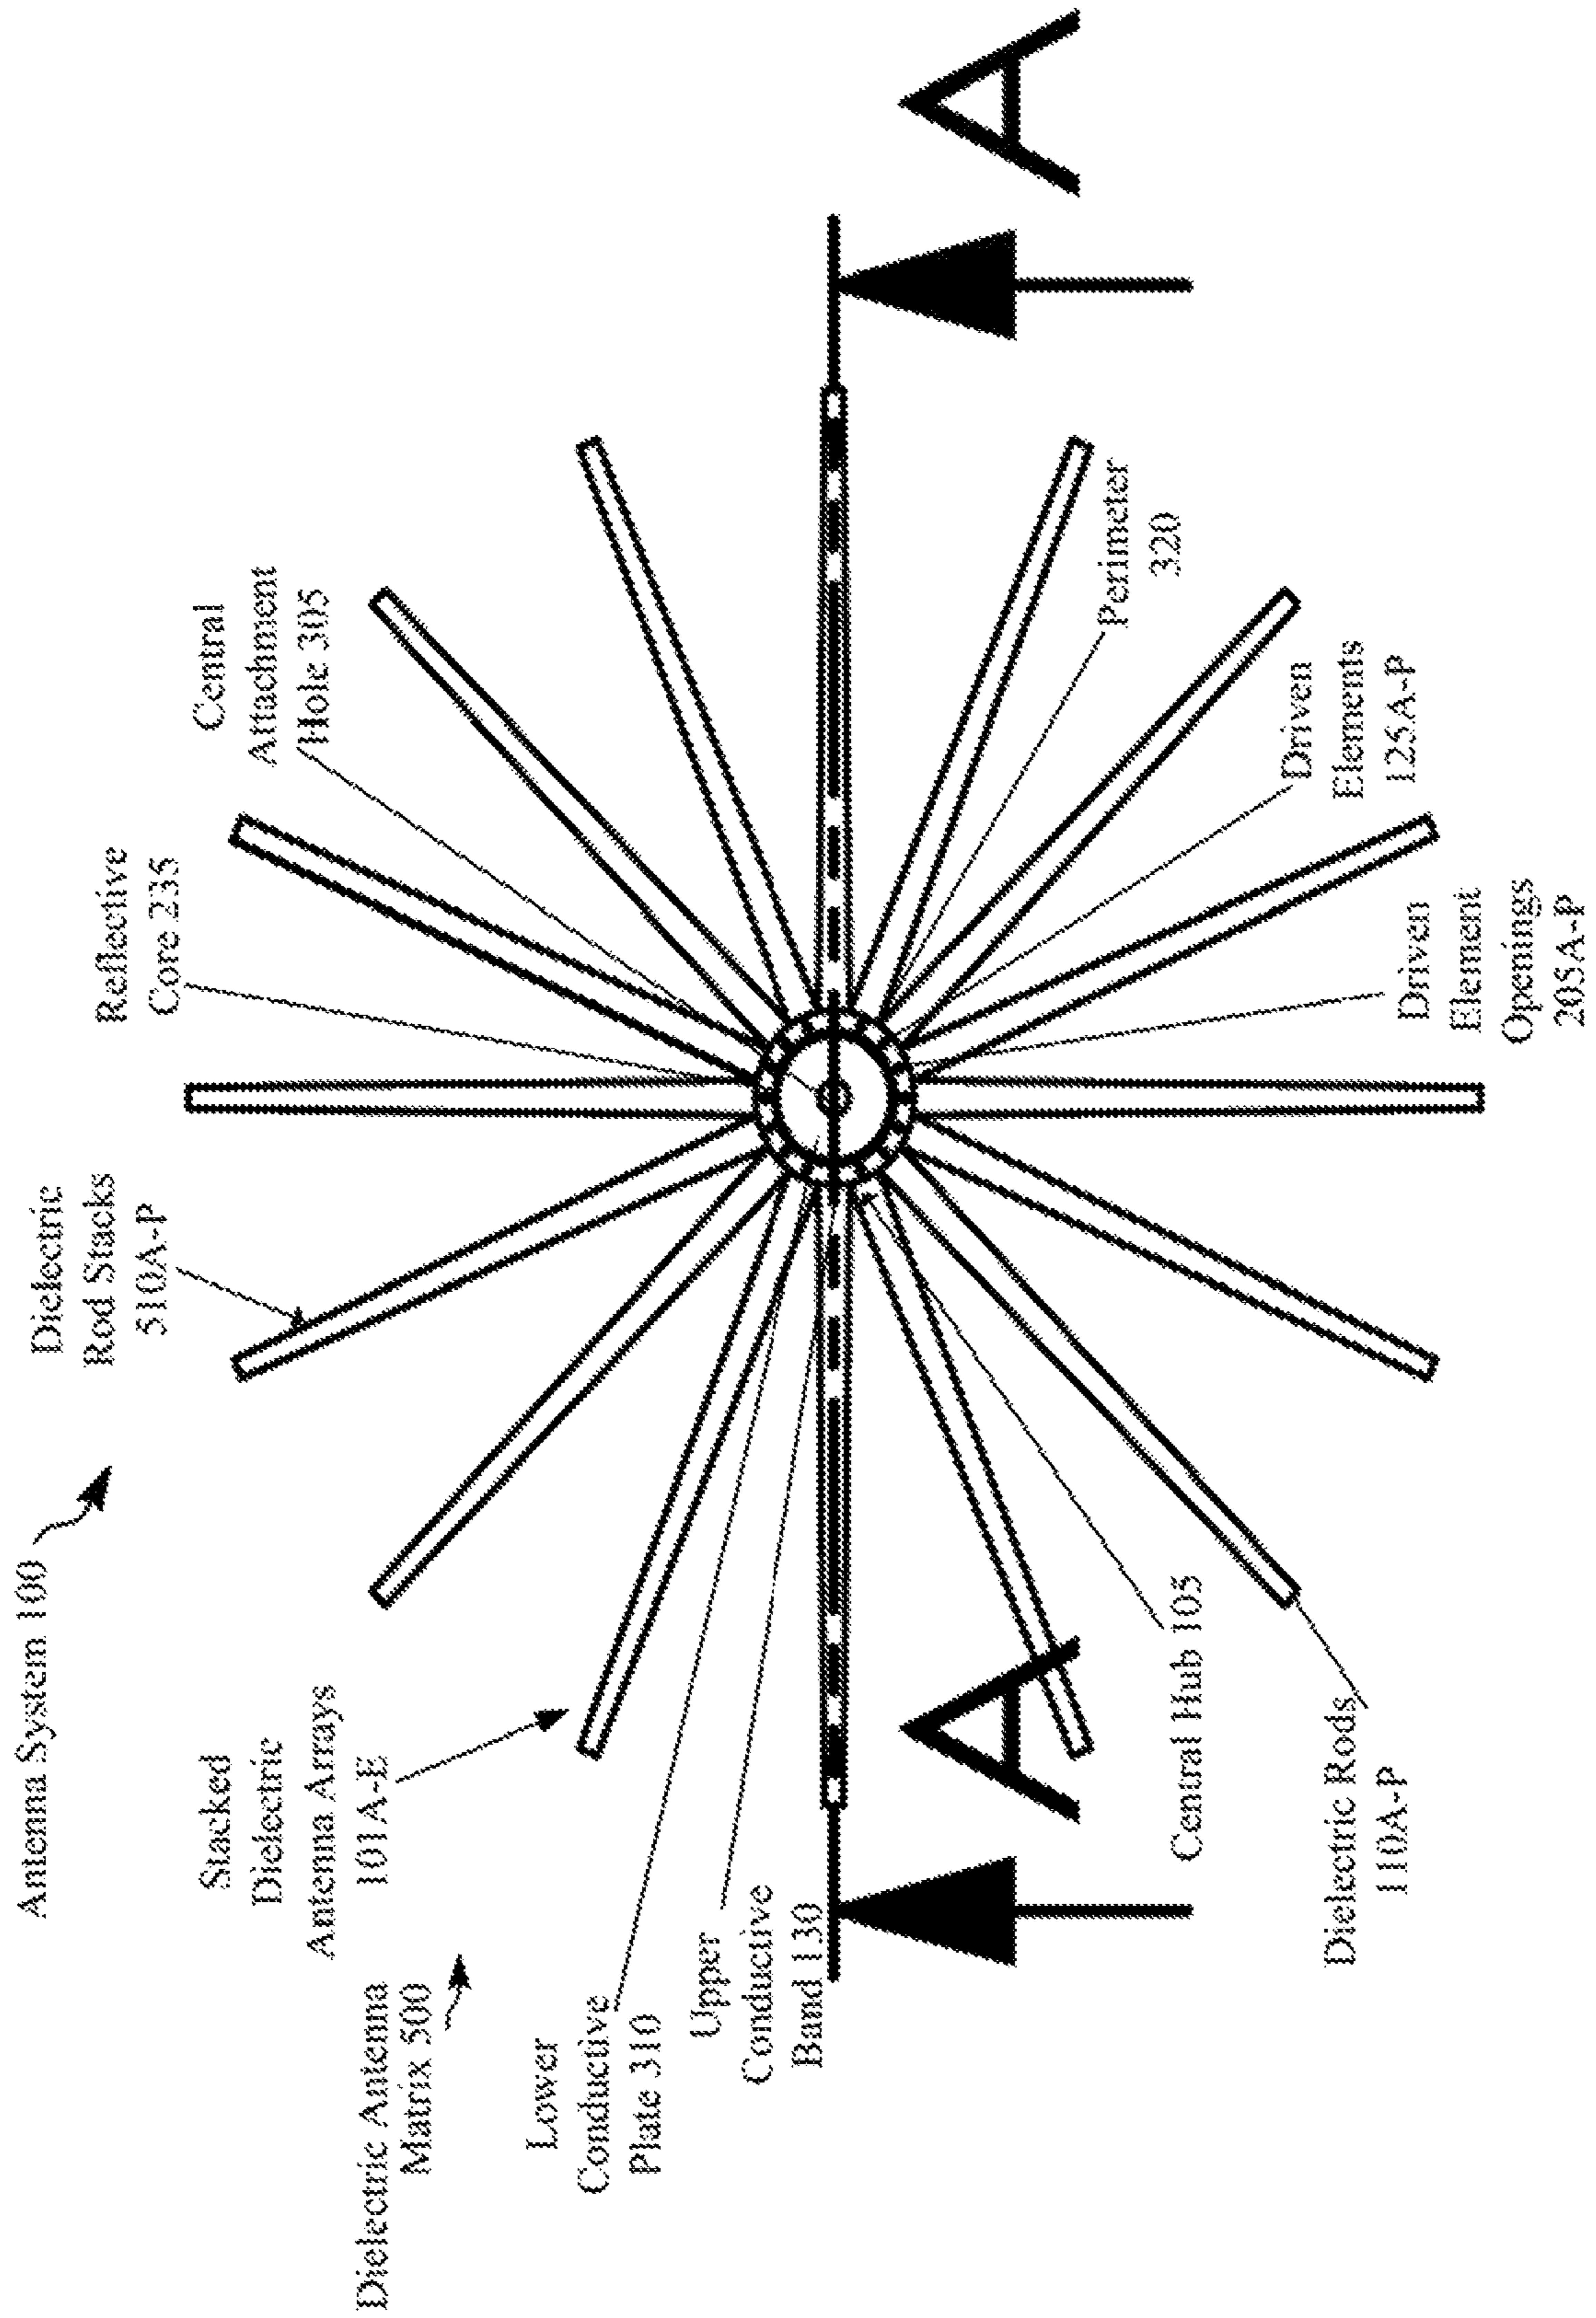 Antenna System 100
Dielectric
Rod Stacks
510A-P
Reflective
Core 235
Central
Attachment
Hole 305
Stacked
Dielectric
Antenna Arrays
101A-E
Dielectric Antenna
Matrix 500
Lower
Conductive
Plate 310
Upper
Conductive
Band 130
A
A
Central Hub 105
Dielectric Rods
110A-P
Perimeter
320
Driven
Elements
125A-P
Driven
Element
Openings
205A-P